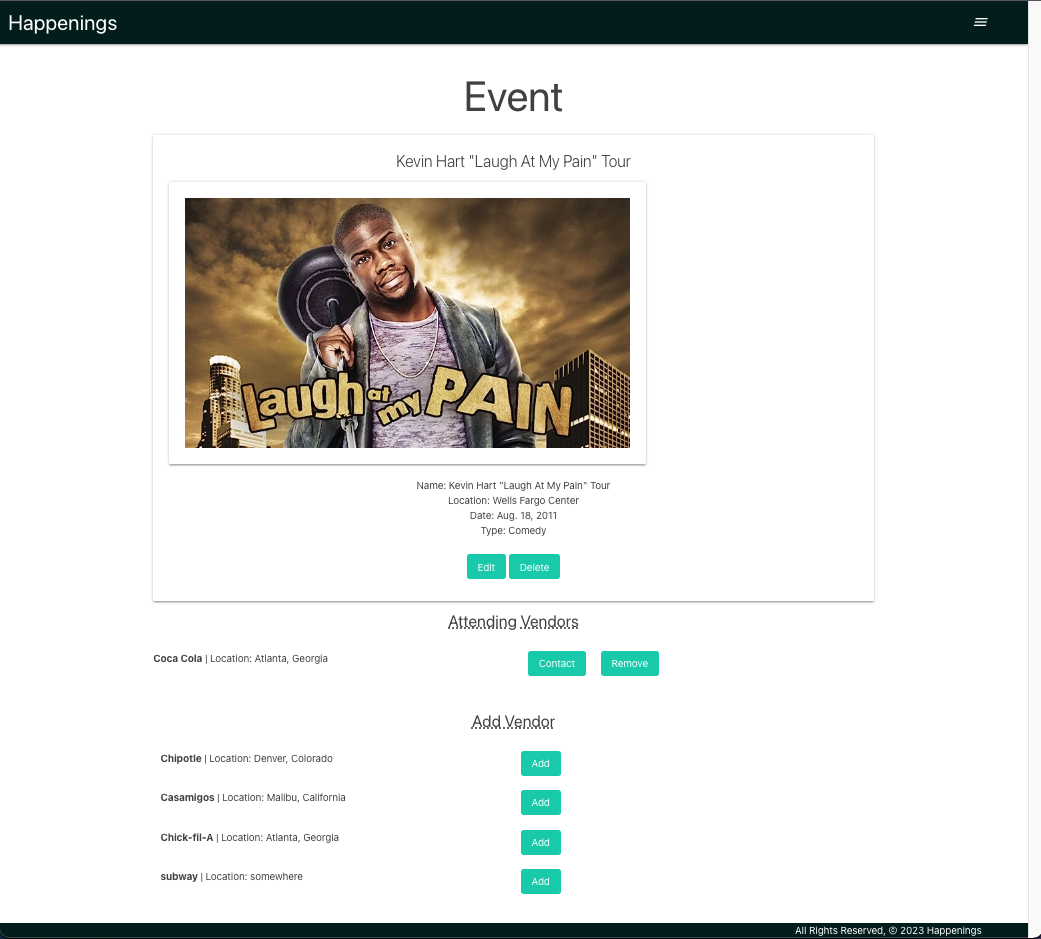 Happenings
Event
Kevin Hart "Laugh At My Pain" Tour
Laugh at my PAIN
Name: Kevin Hart "Laugh At My Pain" Tour
Location: Wells Fargo Center
Date: Aug. 18, 2011
Type: Comedy
Edit Delete
Attending Vendors
Coca Cola | Location: Atlanta, Georgia Contact Remove
Add Vendor
Chipotle | Location: Denver, Colorado Add
Casamigos | Location: Malibu, California Add
Chick-fil-A | Location: Atlanta, Georgia Add
subway | Location: somewhere Add
All Rights Reserved, © 2023 Happenings